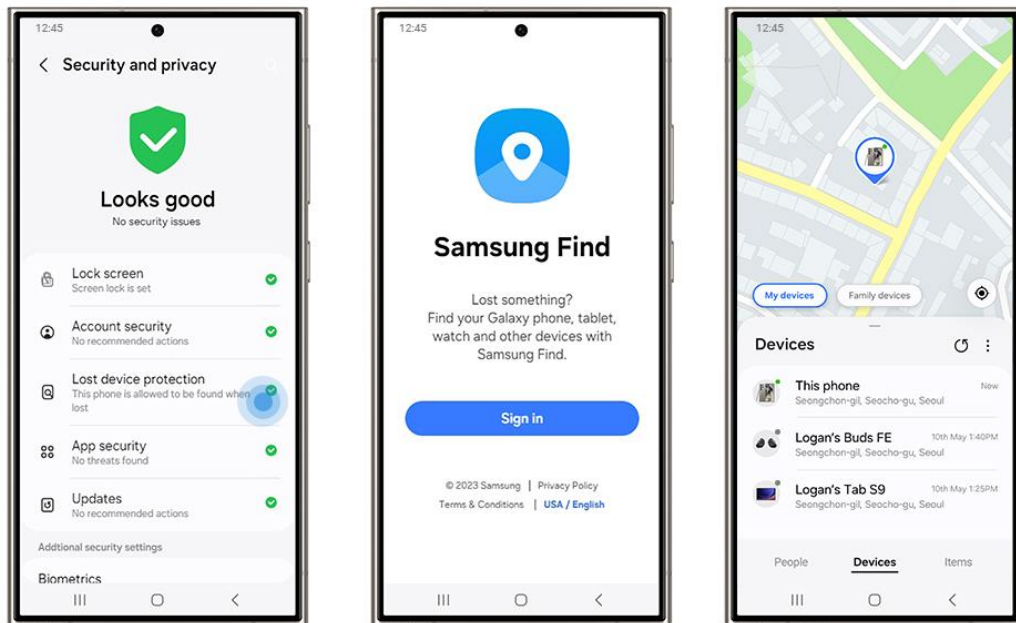 12:45
Security and privacy
Looks good
No security issues
Lock screen
Screen lock is set
Account security
No recommended actions
Lost device protection
This phone is allowed to be found when
lost
App security
No threats found
Updates
No recommended actions
Addtional security settings
Biometrics
12:45
Samsung Find
Lost something?
Find your Galaxy phone, tablet,
watch and other devices with
Samsung Find.
Sign in
© 2023 Samsung | Privacy Policy
Terms & Conditions | USA / English
12:45
My devices
Family devices
Devices
This phone
Now
Seongchon-gil, Seocho-gu, Seoul
Logan's Buds FE
10th May 1:40PM
Seongchon-gil, Seocho-gu, Seoul
Logan's Tab S9
10th May 1:25PM
Seongchon-gil, Seocho-gu, Seoul
People
Devices
Items